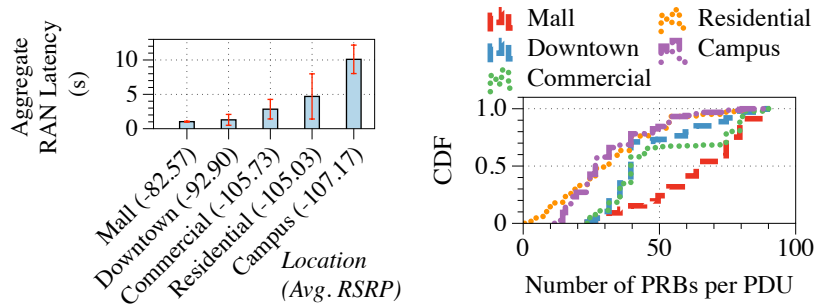 Aggregate
RAN Latency
(s)
10
5
0
Mall (-82.57)
Downtown (-92.90)
Commercial (-105.73)
Residential (-105.03)
Campus (-107.17)
Location
(Avg. RSRP)
Mall
Downtown
Commercial
Residential
Campus
CDF
1.0
0.5
0
0
50
100
Number of PRBs per PDU